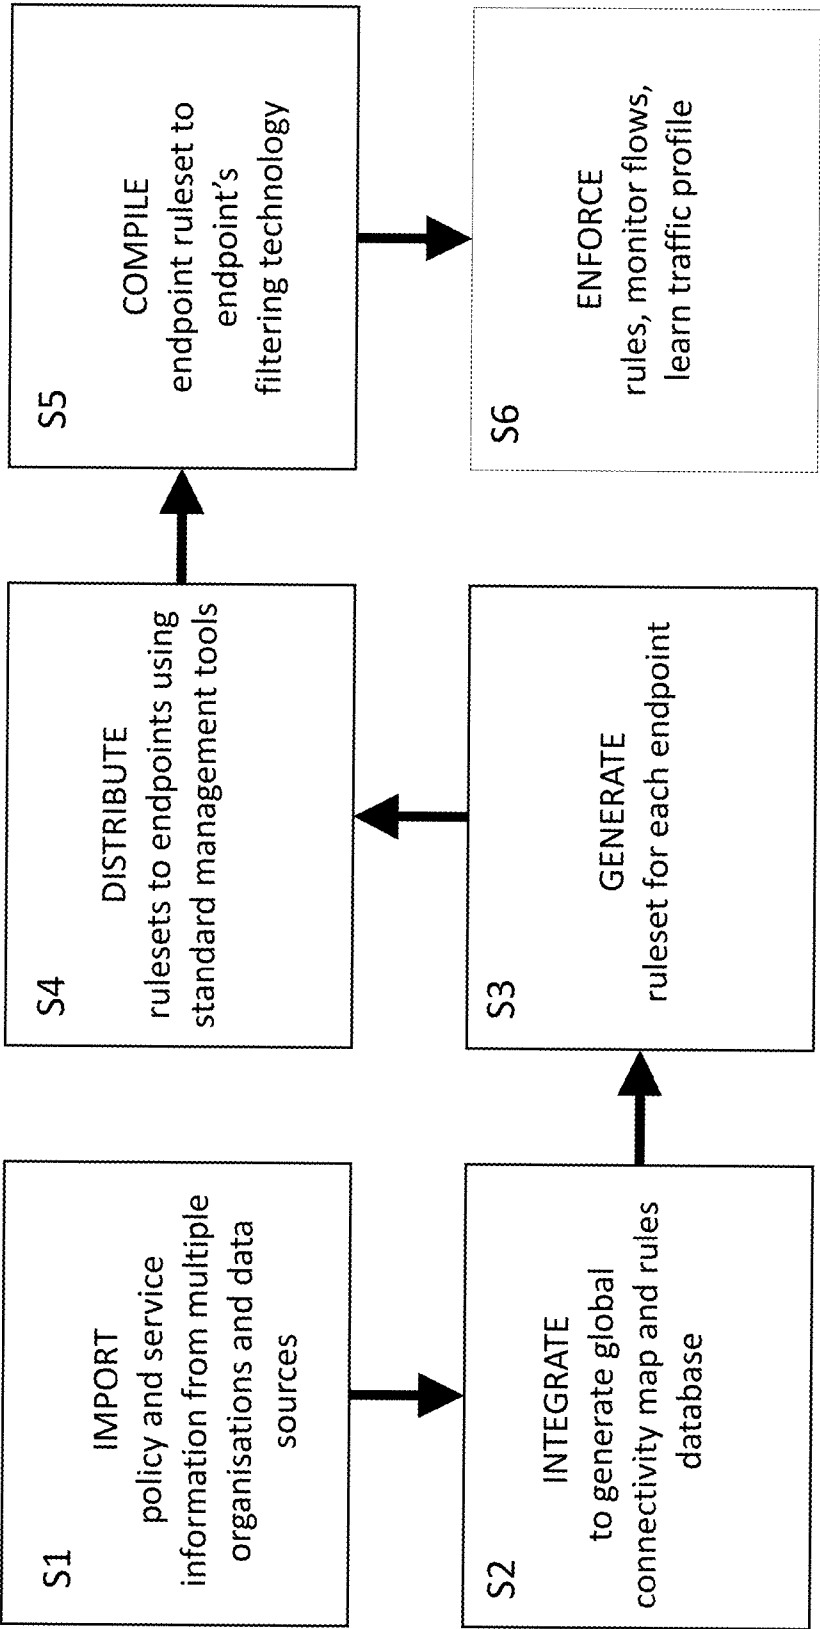 S1
IMPORT
policy and service
information from multiple
organisations and data
sources
S2
INTEGRATE
to generate global
connectivity map and rules
database
S3
GENERATE
ruleset for each endpoint
S4
DISTRIBUTE
rulesets to endpoints using
standard management tools
S5
COMPILE
endpoint ruleset to
endpoint's
filtering technology
S6
ENFORCE
rules, monitor flows,
learn traffic profile